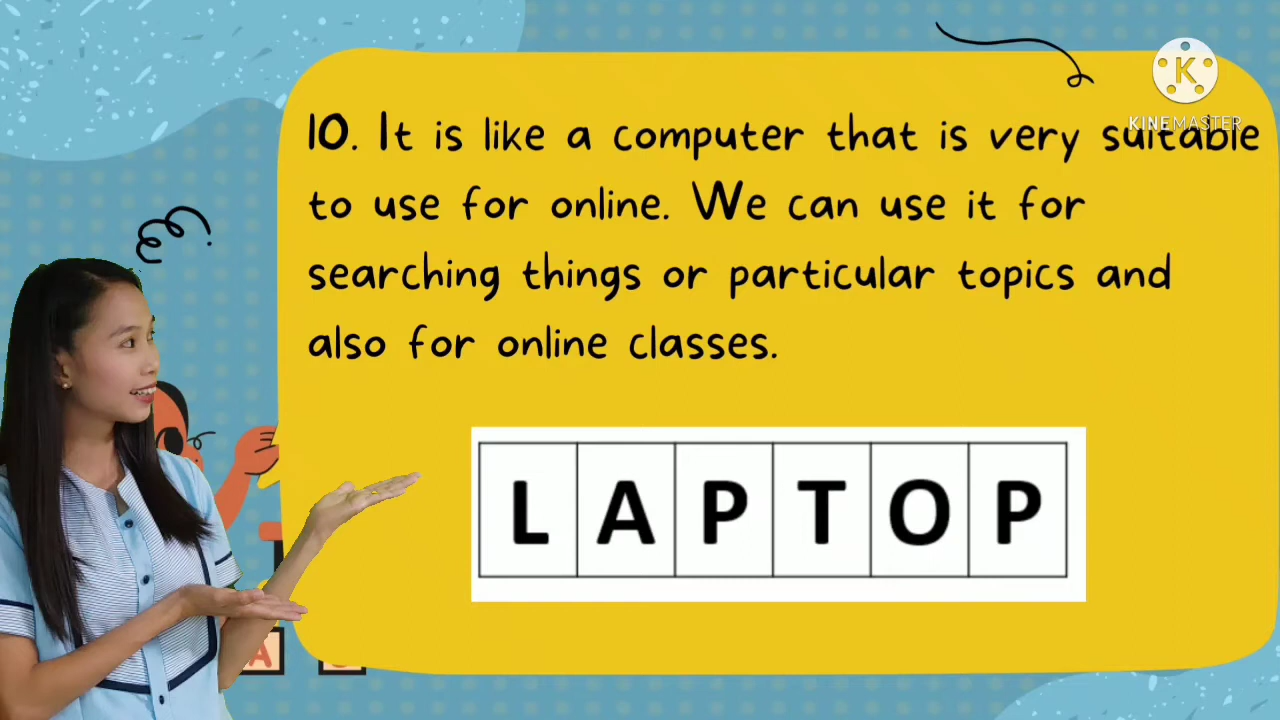 10. It is like a computer that is very suitable
to use for online. We can use it for
searching things or particular topics and
also for online classes.
LAPTOP
K
KINEMASTER
A